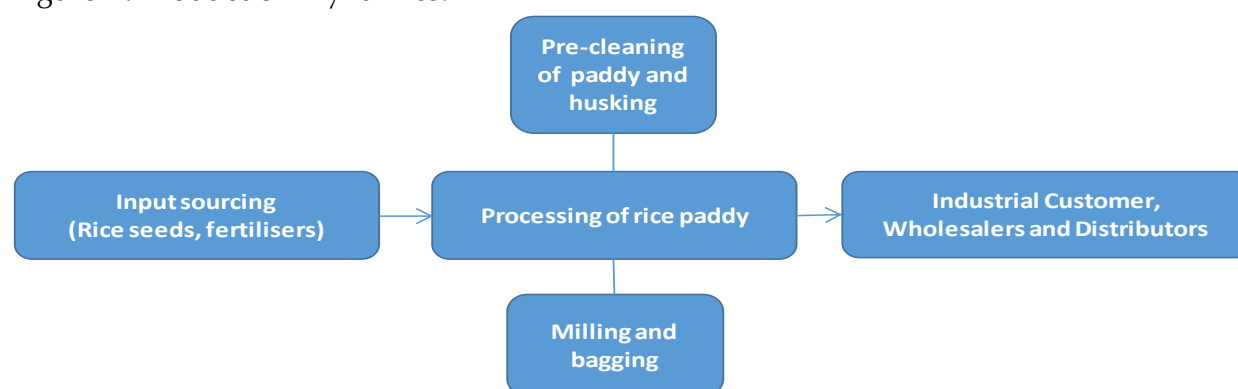 Pre-cleaning
of paddy and
husking
Input sourcing
(Rice seeds, fertilisers)
Processing of rice paddy
Industrial Customer,
Wholesalers and Distributors
Milling and
bagging